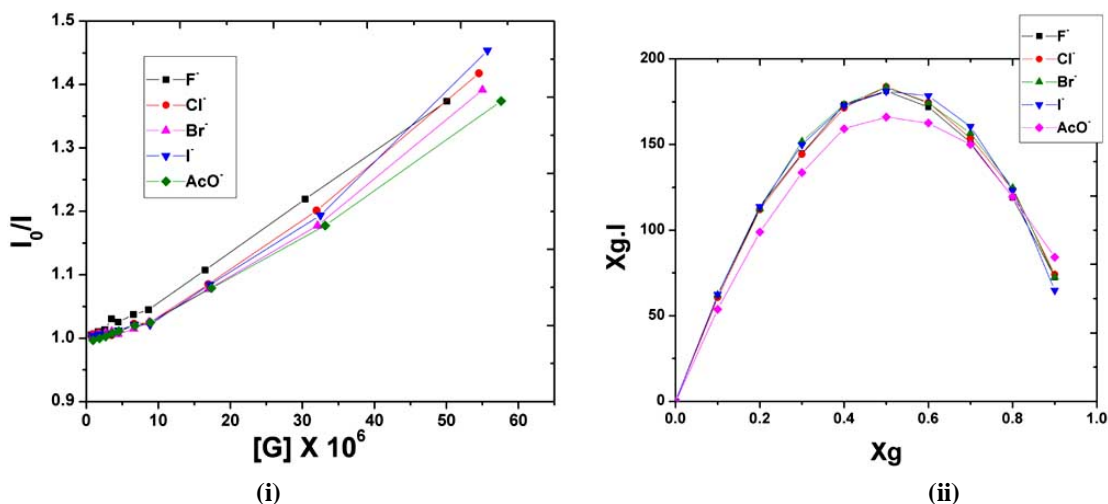 1.5
1.4
1.3
1.2
1.1
1.0
0.9
I₀/I
F⁻
Cl⁻
Br⁻
I⁻
AcO⁻
0 10 20 30 40 50 60
[G] X 10⁶
(i)
200
150
100
50
0
Xg.I
F⁻
Cl⁻
Br⁻
I⁻
AcO⁻
0.0 0.2 0.4 0.6 0.8 1.0
Xg
(ii)